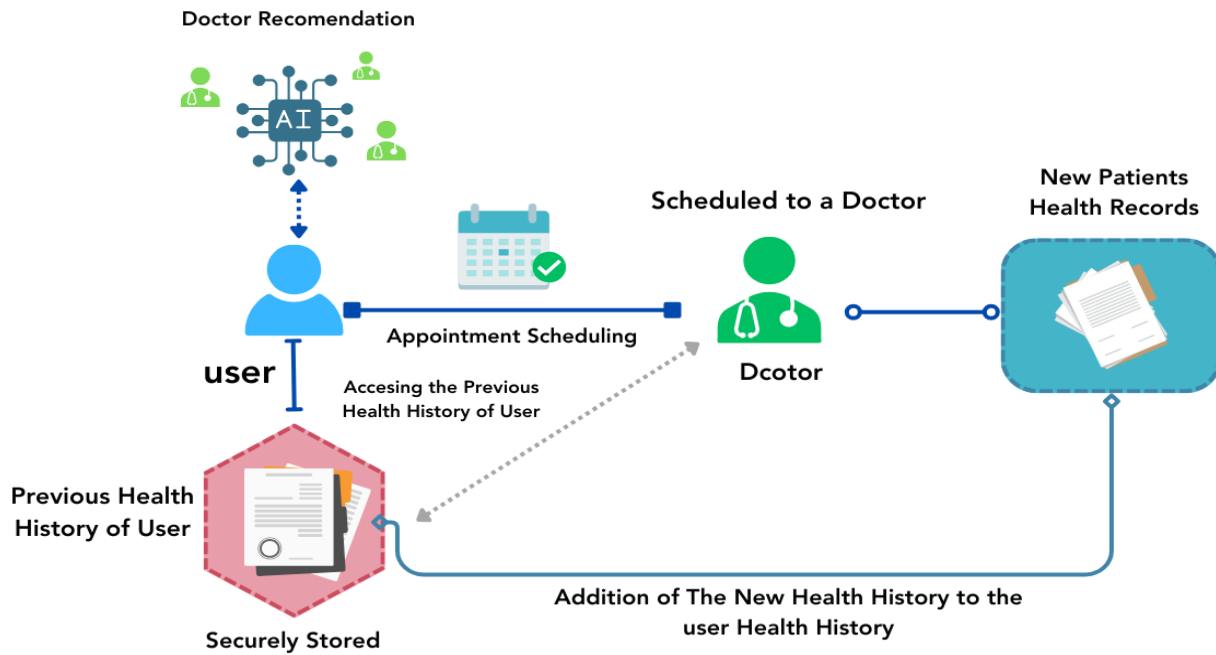 Doctor Recomendation
AI
Scheduled to a Doctor
New Patients
Health Records
Appointment Scheduling
user
Accesing the Previous
Health History of User
Dcotor
Previous Health
History of User
Addition of The New Health History to the
user Health History
Securely Stored